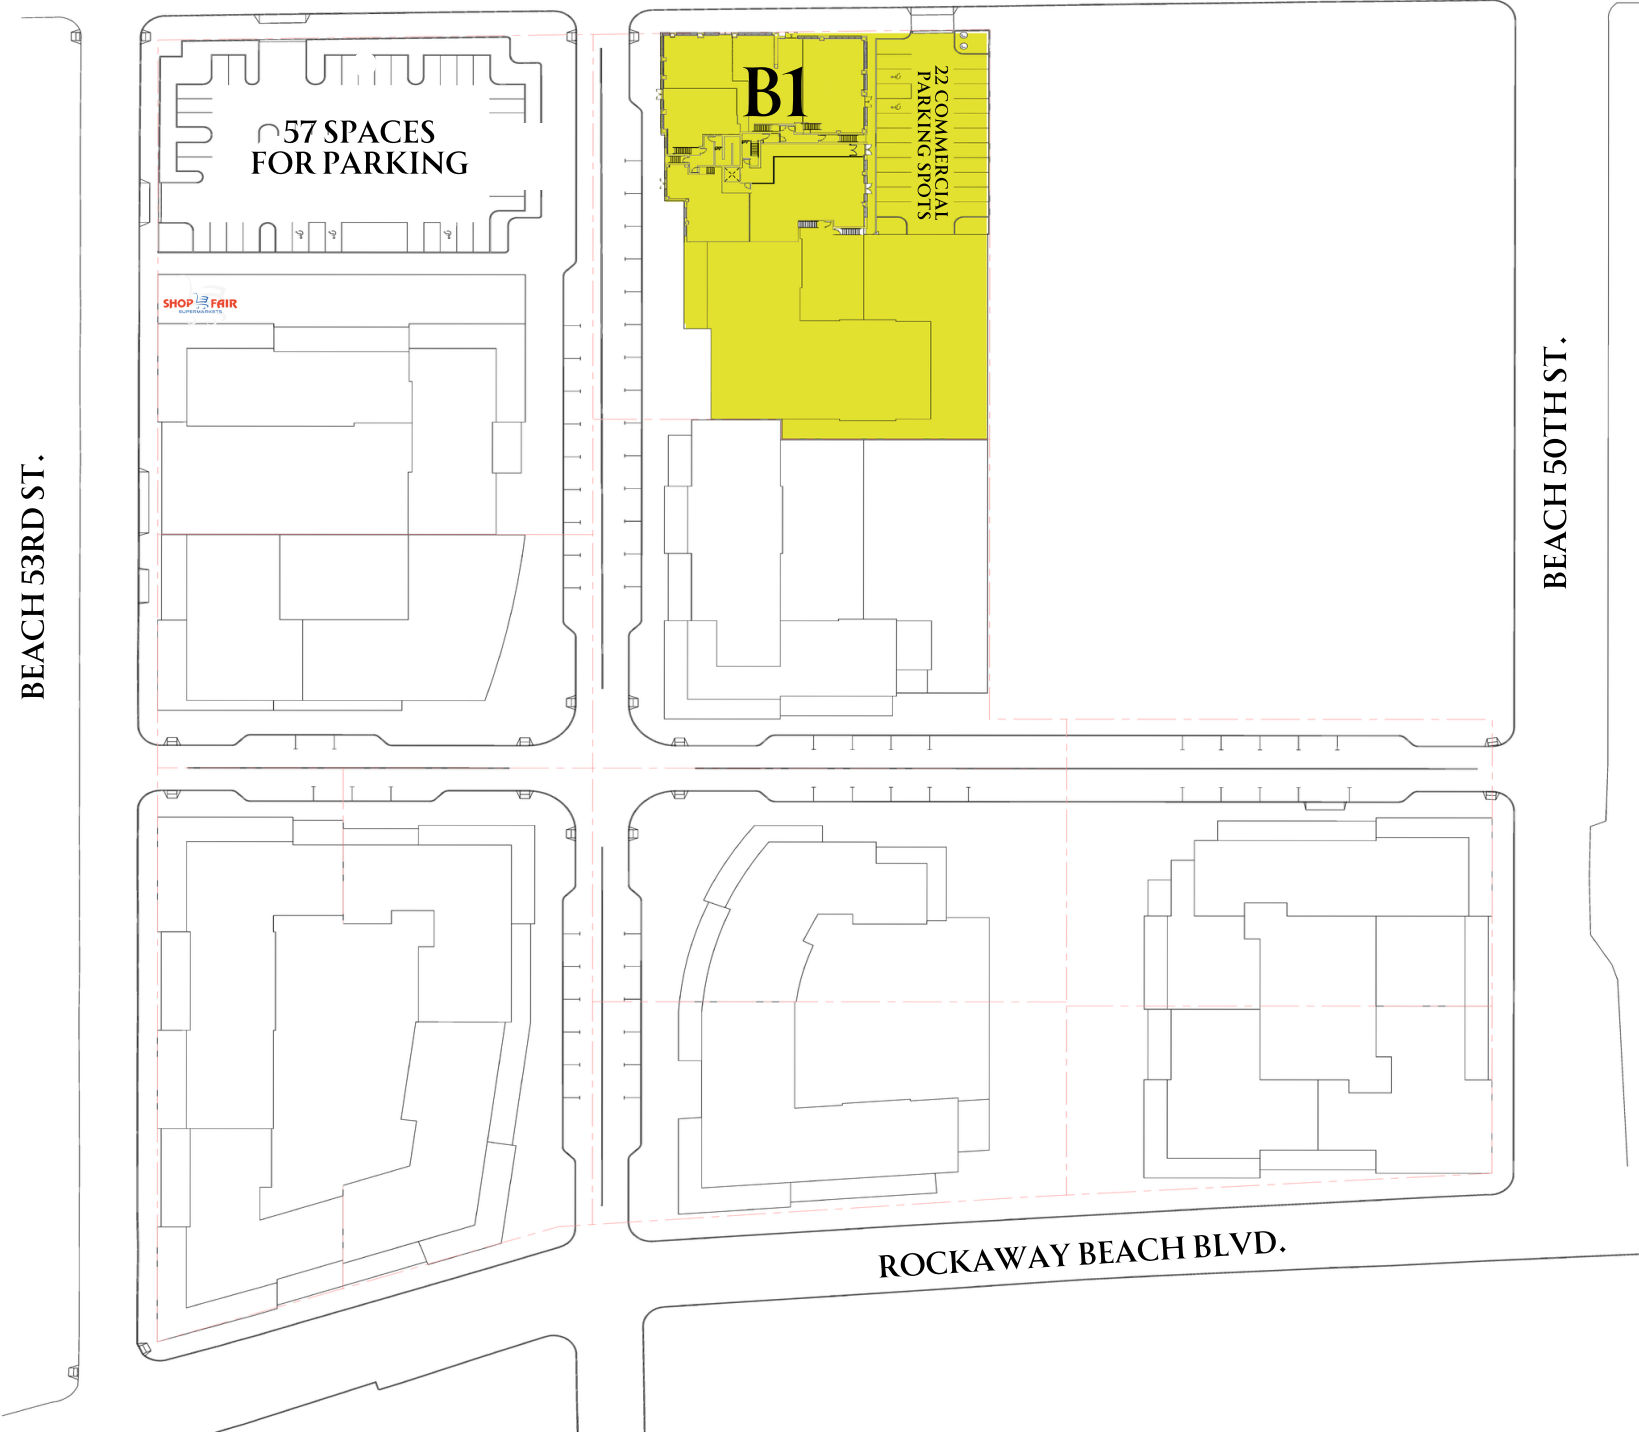 B1
22 COMMERCIAL
PARKING SPOTS
57 SPACES
FOR PARKING
SHOP FAIR
SUPERMARKETS
BEACH 53RD ST.
BEACH 50TH ST.
ROCKAWAY BEACH BLVD.